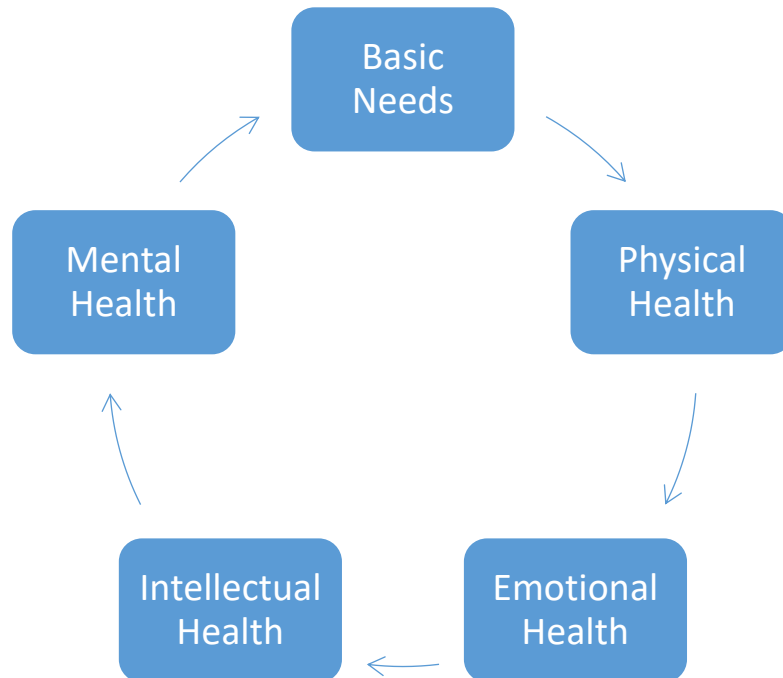 Basic
Needs
Physical
Health
Emotional
Health
Intellectual
Health
Mental
Health